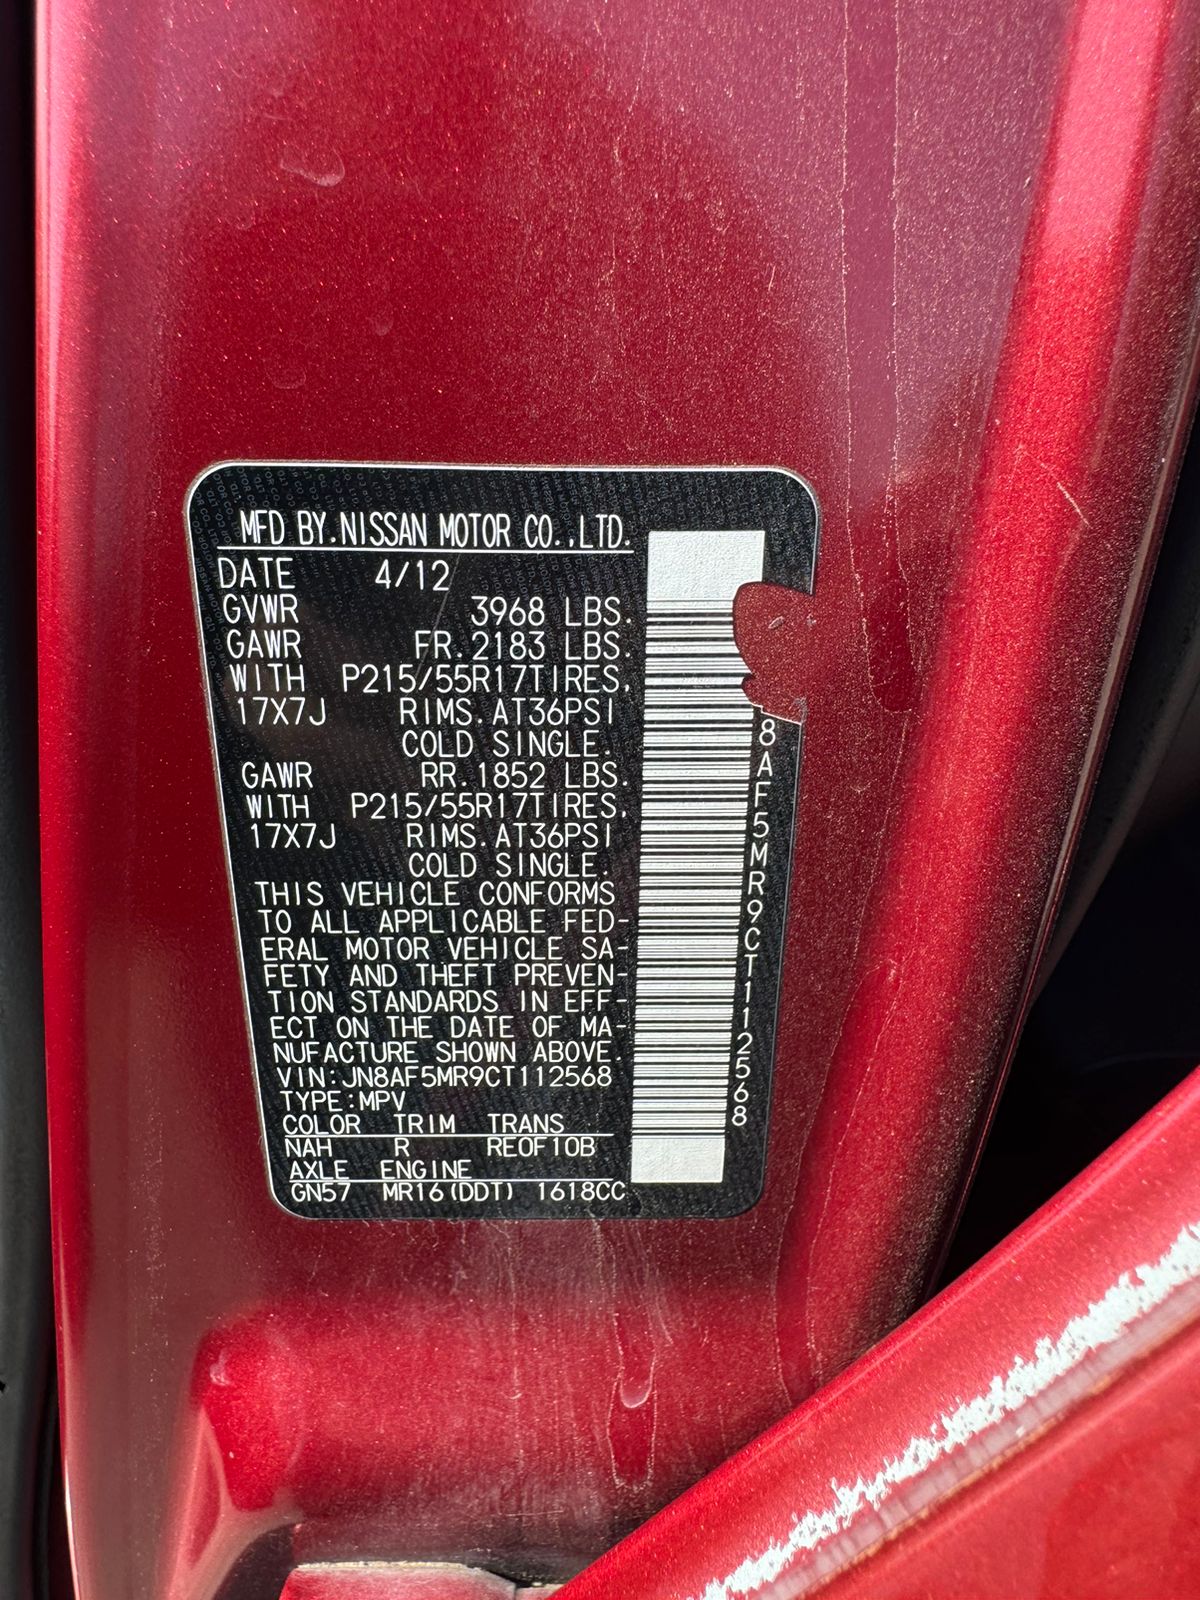 MFD BY.NISSAN MOTOR CO.,LTD.
DATE 4/12
GVWR 3968 LBS.
GAWR FR.2183 LBS.
WITH P215/55R17TIRES,
17X7J RIMS.AT36PSI
COLD SINGLE.
GAWR RR.1852 LBS.
WITH P215/55R17TIRES,
17X7J RIMS.AT36PSI
COLD SINGLE.
THIS VEHICLE CONFORMS
TO ALL APPLICABLE FED-
ERAL MOTOR VEHICLE SA-
FETY AND THEFT PREVEN-
TION STANDARDS IN EFF-
ECT ON THE DATE OF MA-
NUFACTURE SHOWN ABOVE.
VIN:JN8AF5MR9CT112568
TYPE:MPV
COLOR TRIM TRANS
NAH R RE0F10B
AXLE ENGINE
GN57 MR16(DDT) 1618CC
8AF5MR9CT112568